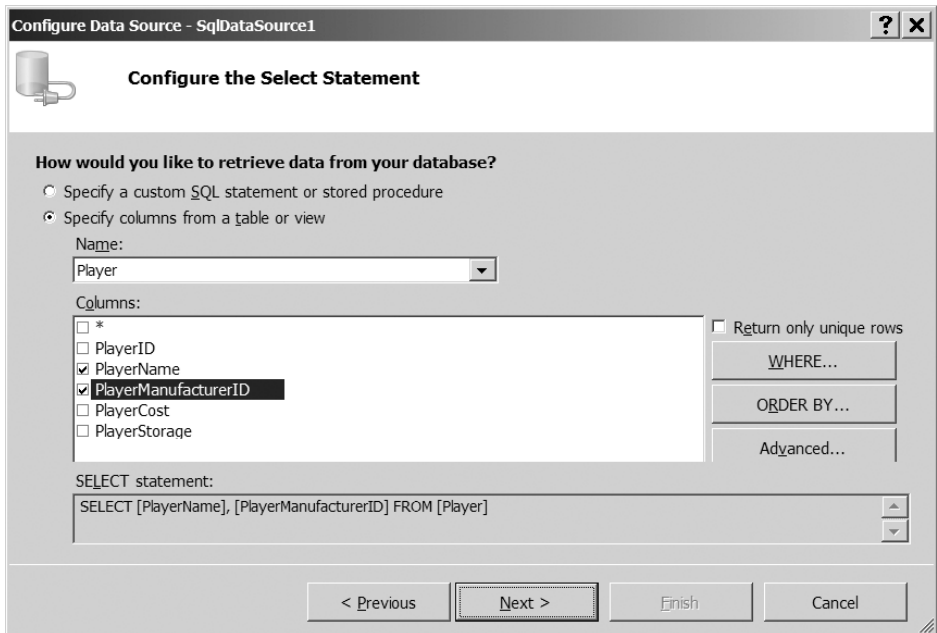 Configure Data Source - SqlDataSource1
Configure the Select Statement
How would you like to retrieve data from your database?
Specify a custom SQL statement or stored procedure
Specify columns from a table or view
Name:
Player
Columns:
*
PlayerID
PlayerName
PlayerManufacturerID
PlayerCost
PlayerStorage
Return only unique rows
WHERE...
ORDER BY...
Advanced...
SELECT statement:
SELECT [PlayerName], [PlayerManufacturerID] FROM [Player]
< Previous
Next >
Finish
Cancel